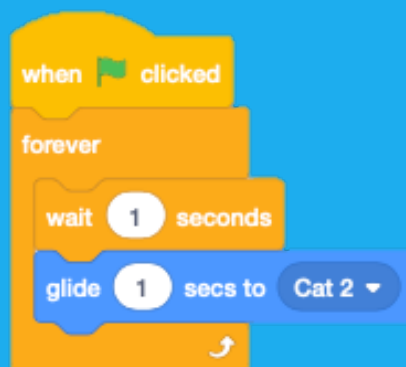 when clicked
forever
wait 1 seconds
glide 1 secs to Cat 2